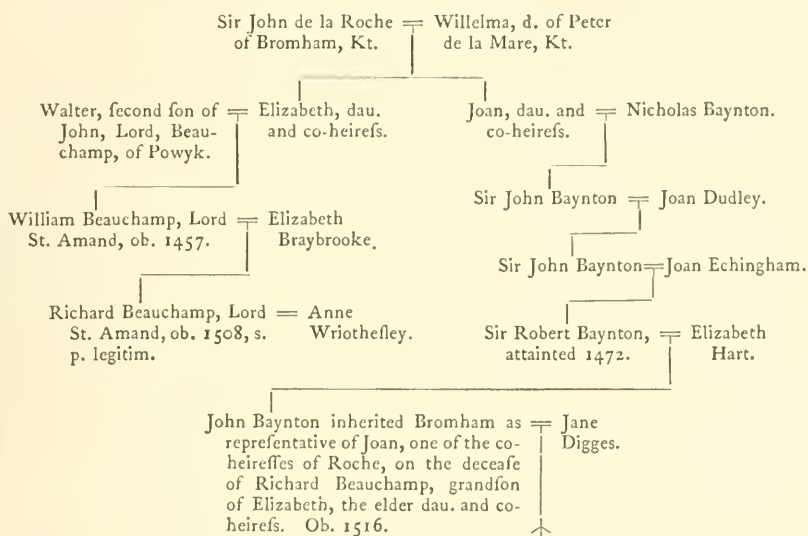 Sir John de la Roche = Willelma, d. of Peter
of Bromham, Kt. de la Mare, Kt.
Walter, ſecond ſon of = Elizabeth, dau.
John, Lord, Beau- and co-heireſs.
champ, of Powyk.
Joan, dau. and = Nicholas Baynton.
co-heireſs.
Sir John Baynton = Joan Dudley.
William Beauchamp, Lord = Elizabeth
St. Amand, ob. 1457. Braybrooke.
Sir John Baynton = Joan Echingham.
Richard Beauchamp, Lord = Anne
St. Amand, ob. 1508, s. Wriotheſley.
p. legitim.
Sir Robert Baynton, = Elizabeth
attainted 1472. Hart.
John Baynton inherited Bromham as = Jane
repreſentative of Joan, one of the co- Digges.
heireſſes of Roche, on the deceaſe
of Richard Beauchamp, grandſon
of Elizabeth, the elder dau. and co-
heireſs. Ob. 1516.